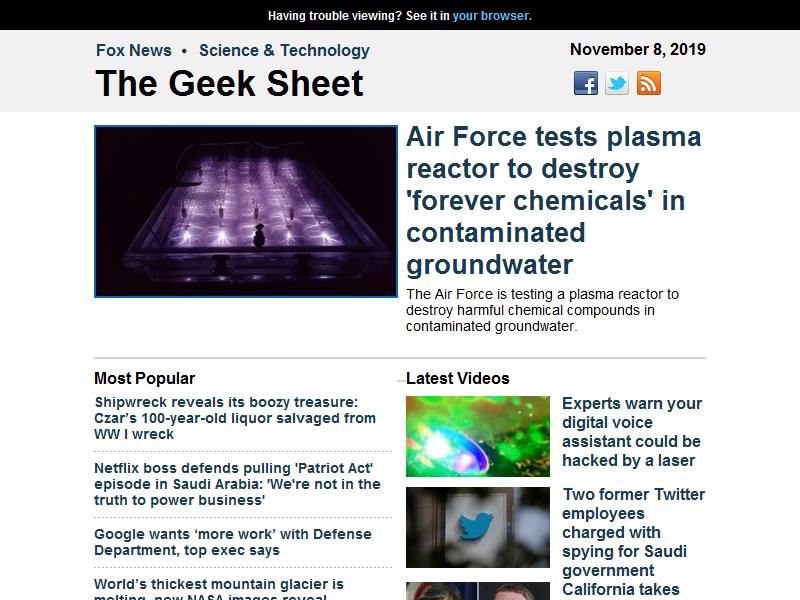 Having trouble viewing? See it in your browser.
Fox News • Science & Technology
November 8, 2019
The Geek Sheet
Air Force tests plasma
reactor to destroy
'forever chemicals' in
contaminated
groundwater
The Air Force is testing a plasma reactor to
destroy harmful chemical compounds in
contaminated groundwater.
Most Popular
Shipwreck reveals its boozy treasure:
Czar’s 100-year-old liquor salvaged from
WW I wreck
Netflix boss defends pulling 'Patriot Act'
episode in Saudi Arabia: 'We're not in the
truth to power business'
Google wants ‘more work’ with Defense
Department, top exec says
World’s thickest mountain glacier is
melting, new NASA images reveal
Latest Videos
Experts warn your
digital voice
assistant could be
hacked by a laser
Two former Twitter
employees
charged with
spying for Saudi
government
California takes